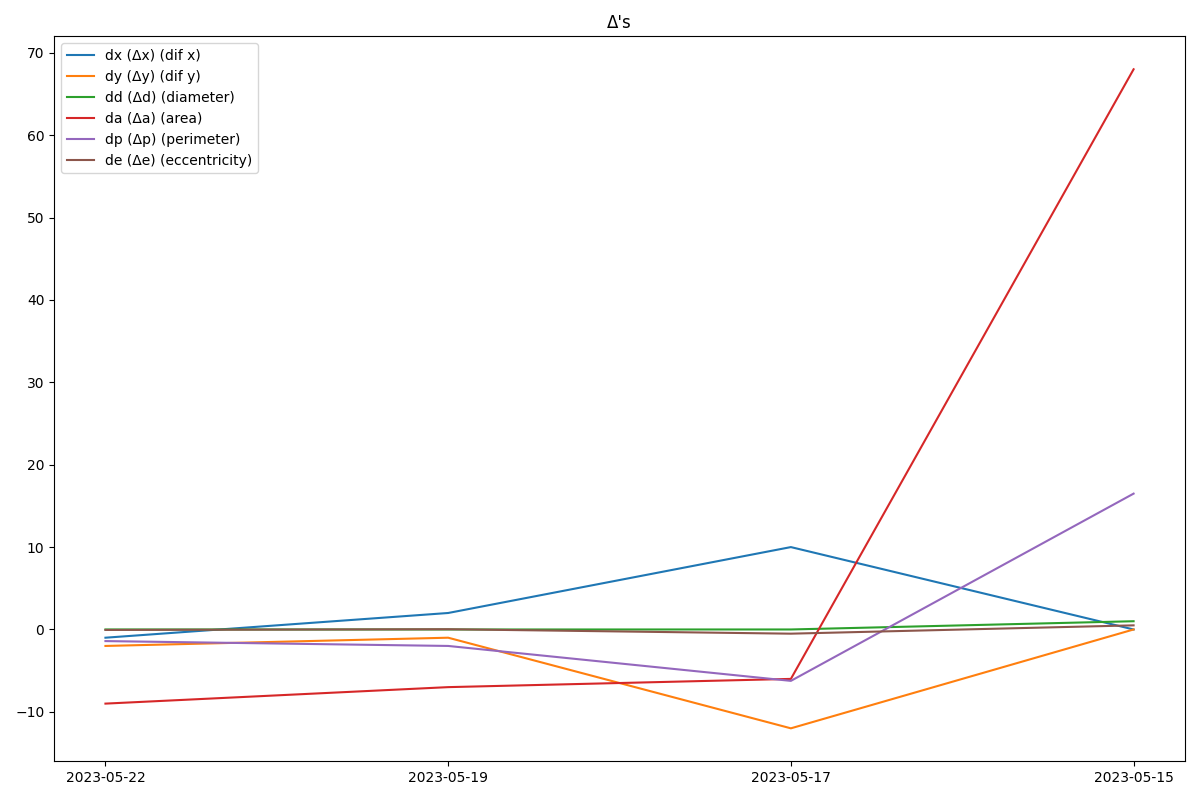 Δ's
dx (Δx) (dif x)
dy (Δy) (dif y)
dd (Δd) (diameter)
da (Δa) (area)
dp (Δp) (perimeter)
de (Δe) (eccentricity)
70
60
50
40
30
20
10
0
−10
2023-05-22 2023-05-19 2023-05-17 2023-05-15